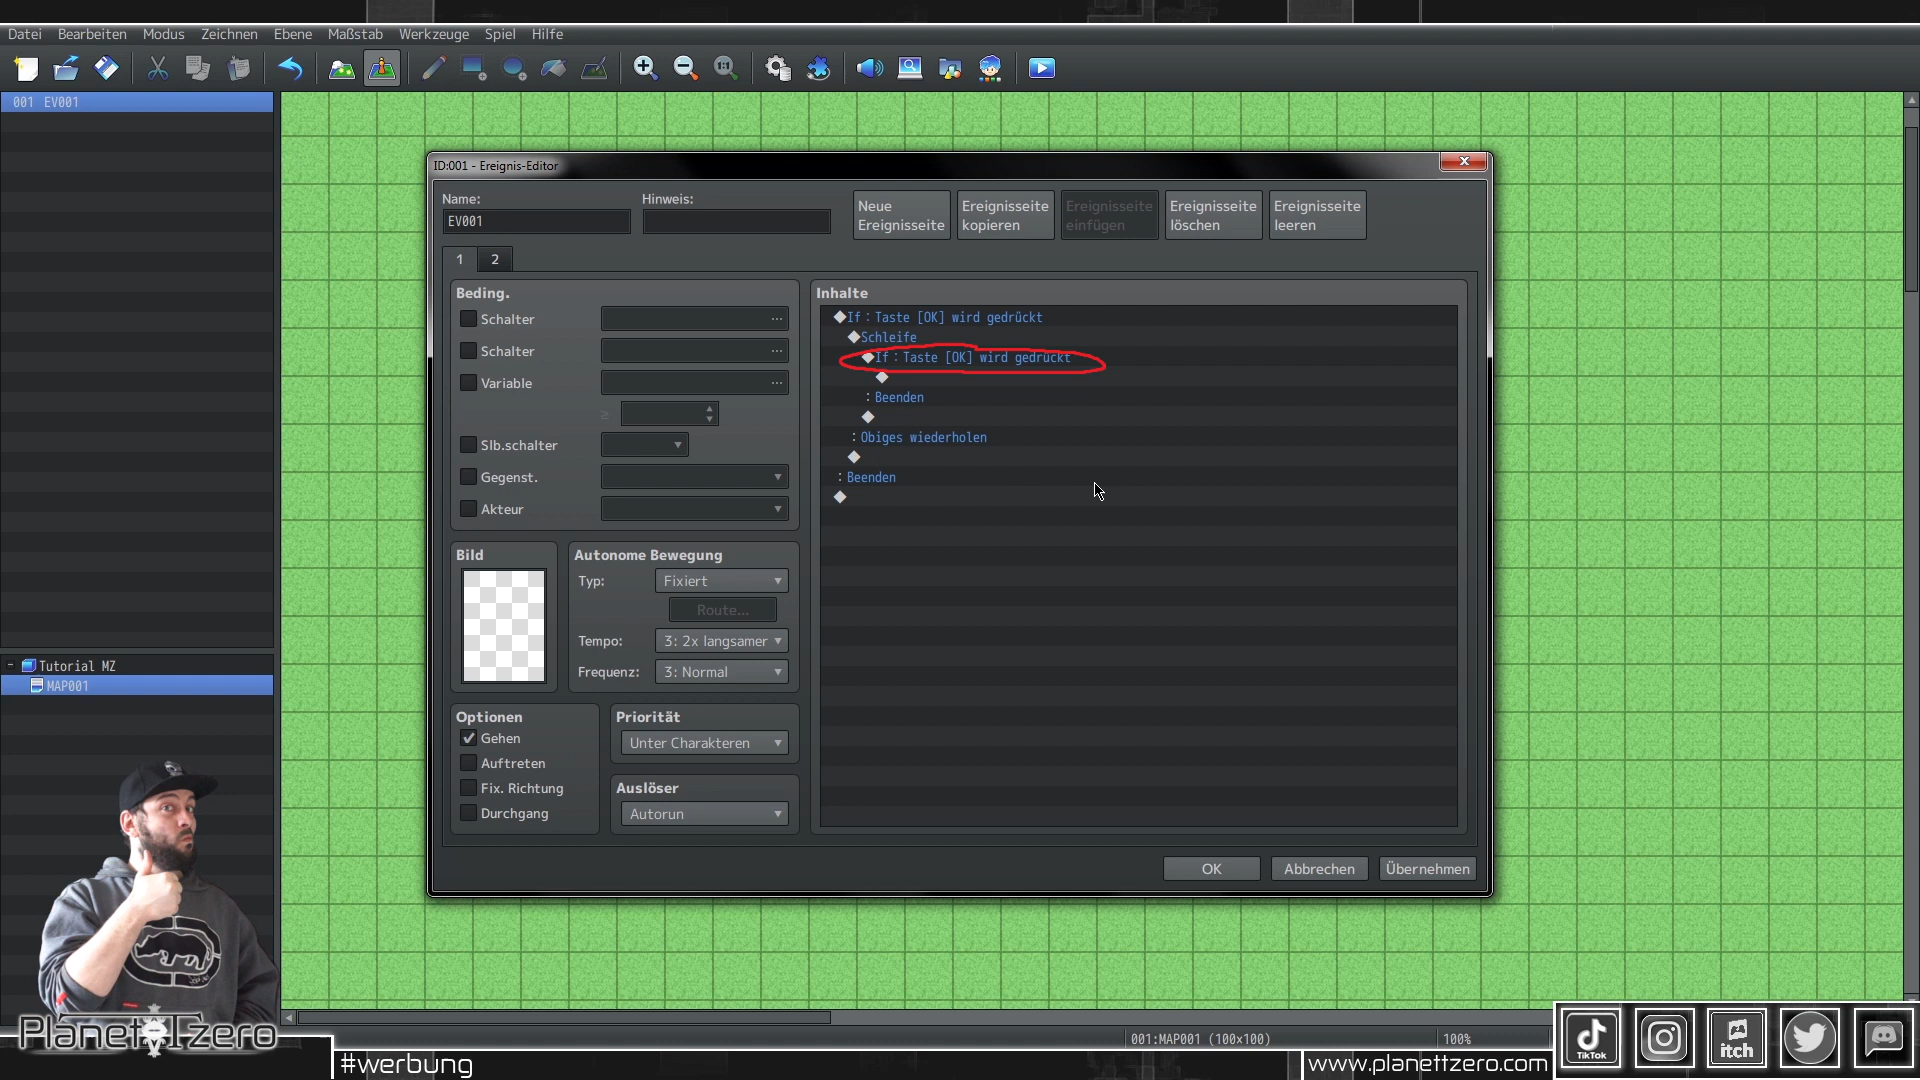 Datei Bearbeiten Modus Zeichnen Ebene Maßstab Werkzeuge Spiel Hilfe
1:1
001 EV001
ID:001 - Ereignis-Editor
Name:
EV001
Hinweis:
Neue Ereignisseite
Ereignisseite kopieren
Ereignisseite einfügen
Ereignisseite löschen
Ereignisseite leeren
1 2
Beding.
Schalter ...
Schalter ...
Variable ...
≥
Slb.schalter
Gegenst.
Akteur
Bild
Autonome Bewegung
Typ: Fixiert
Route...
Tempo: 3: 2x langsamer
Frequenz: 3: Normal
Optionen
Gehen
Auftreten
Fix. Richtung
Durchgang
Priorität
Unter Charakteren
Auslöser
Autorun
Inhalte
◆If：Taste [OK] wird gedrückt
◆Schleife
◆If：Taste [OK] wird gedrückt
◆
：Beenden
◆
：Obiges wiederholen
◆
：Beenden
◆
OK Abbrechen Übernehmen
Tutorial MZ
MAP001
001:MAP001 (100x100) 100%
PlanetTzero
#werbung
www.planettzero.com
TikTok
itch